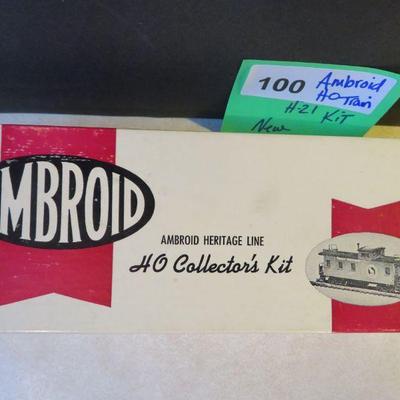 100
Ambroid
HO Train
H-21 Kit
New
MBROID
AMBROID HERITAGE LINE
HO Collector's Kit